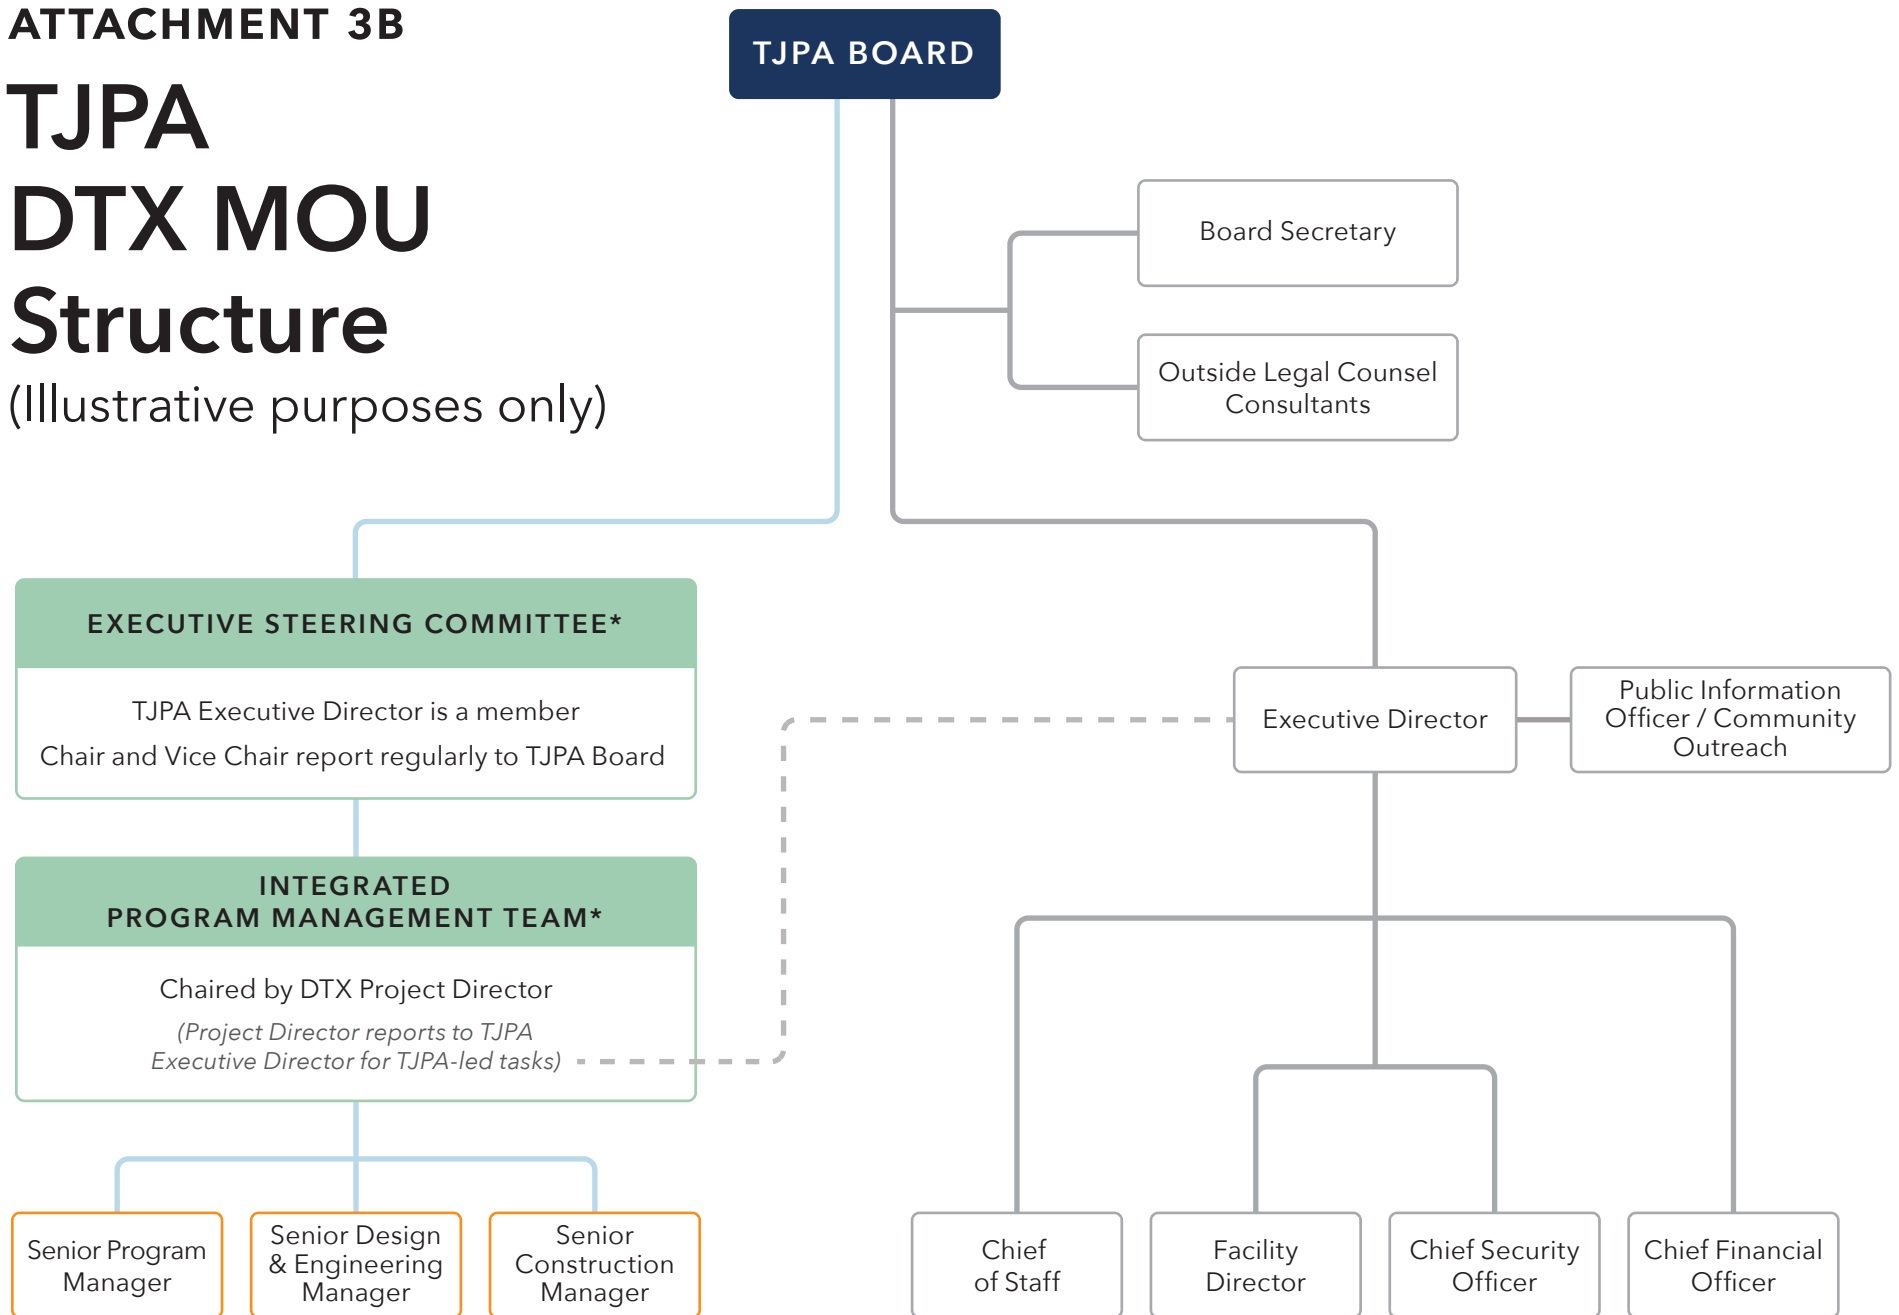 ATTACHMENT 3B
TJPA
DTX MOU
Structure
(Illustrative purposes only)
TJPA BOARD
Board Secretary
Outside Legal Counsel
Consultants
EXECUTIVE STEERING COMMITTEE*
TJPA Executive Director is a member
Chair and Vice Chair report regularly to TJPA Board
Executive Director
Public Information
Officer / Community
Outreach
INTEGRATED
PROGRAM MANAGEMENT TEAM*
Chaired by DTX Project Director
(Project Director reports to TJPA
Executive Director for TJPA-led tasks)
Senior Program
Manager
Senior Design
& Engineering
Manager
Senior
Construction
Manager
Chief
of Staff
Facility
Director
Chief Security
Officer
Chief Financial
Officer